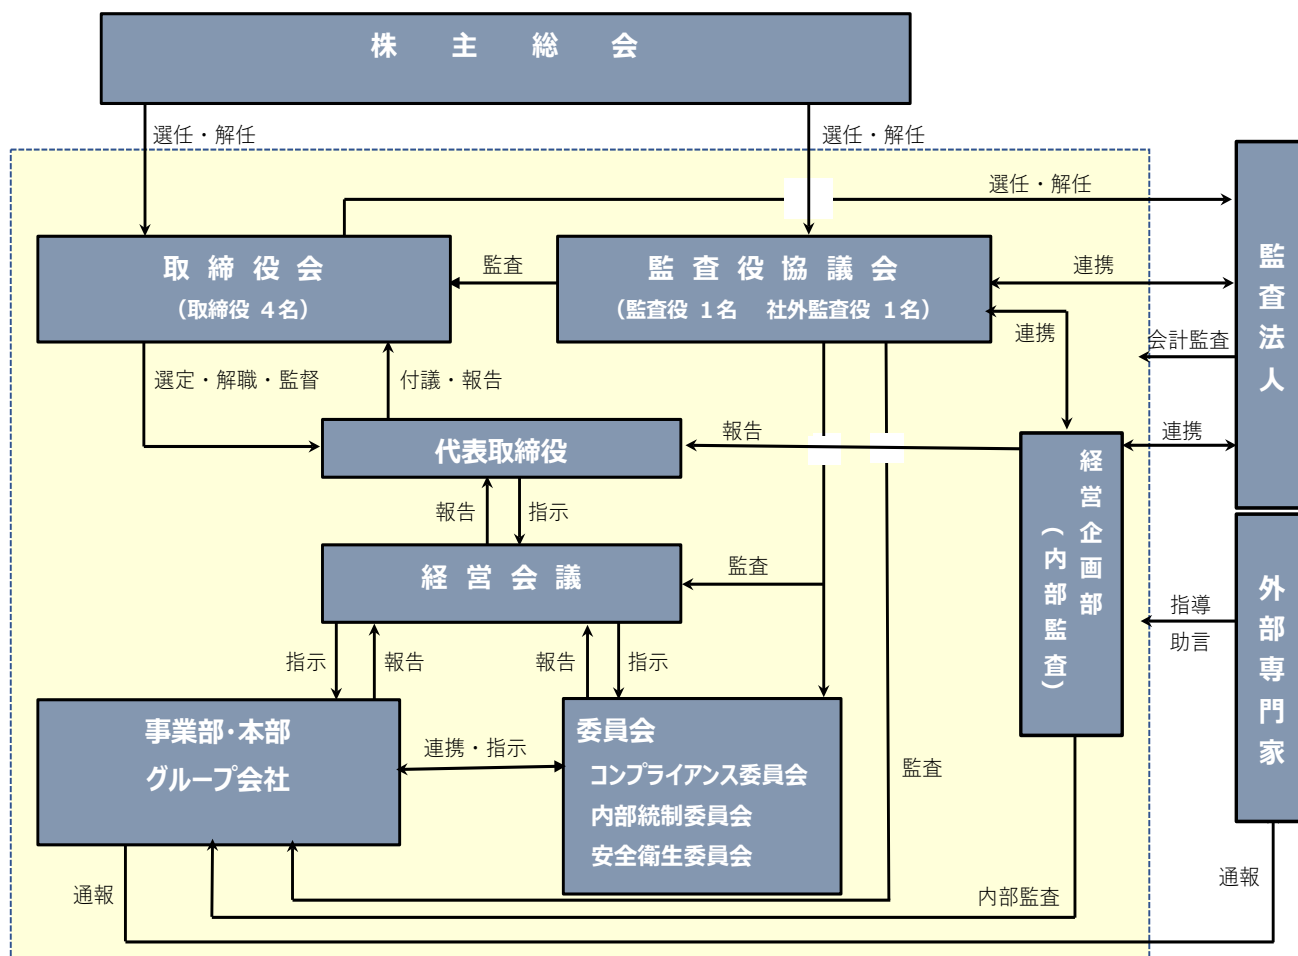 株 主 総 会
選任・解任
選任・解任
選任・解任
取 締 役 会
（取締役 4名）
監査
監 査 役 協 議 会
（監査役 1名　社外監査役 1名）
連携
監査法人
連携
会計監査
選定・解職・監督
付議・報告
代表取締役
報告
経営企画部
（内部監査）
連携
報告
指示
経 営 会 議
監査
外部専門家
指導
助言
指示
報告
報告
指示
事業部・本部
グループ会社
連携・指示
委員会
コンプライアンス委員会
内部統制委員会
安全衛生委員会
監査
通報
内部監査
通報